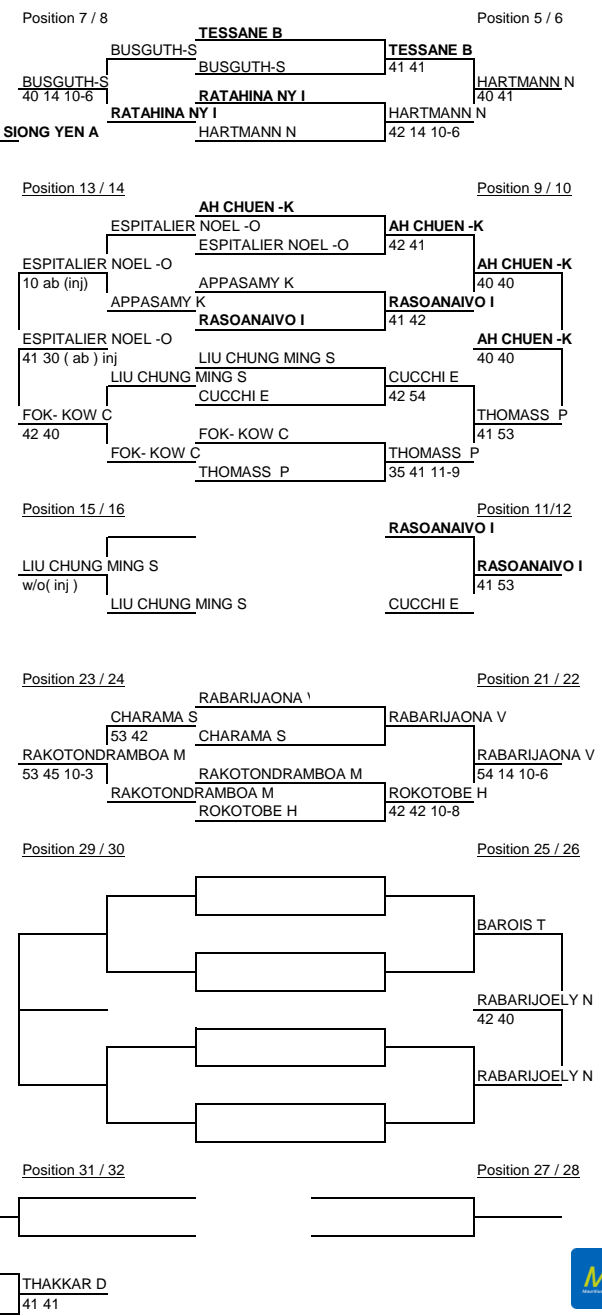 Position 7 / 8 Position 5 / 6
TESSANE B
BUSGUTH-S TESSANE B
BUSGUTH-S 41 41
BUSGUTH-S HARTMANN N
40 14 10-6 RATAHINA NY I 40 41
RATAHINA NY I HARTMANN N
SIONG YEN A HARTMANN N 42 14 10-6
Position 13 / 14 Position 9 / 10
AH CHUEN -K
ESPITALIER NOEL -O AH CHUEN -K
ESPITALIER NOEL -O 42 41
ESPITALIER NOEL -O AH CHUEN -K
10 ab (inj) APPASAMY K 40 40
APPASAMY K RASOANAIVO I
RASOANAIVO I 41 42
ESPITALIER NOEL -O AH CHUEN -K
41 30 ( ab ) inj LIU CHUNG MING S 40 40
LIU CHUNG MING S CUCCHI E
CUCCHI E 42 54
FOK- KOW C THOMASS P
42 40 FOK- KOW C 41 53
FOK- KOW C THOMASS P
THOMASS P 35 41 11-9
Position 15 / 16 Position 11/12
RASOANAIVO I
LIU CHUNG MING S RASOANAIVO I
w/o( inj ) 41 53
LIU CHUNG MING S CUCCHI E
Position 23 / 24 Position 21 / 22
RABARIJAONA
CHARAMA S RABARIJAONA V
53 42 CHARAMA S
RAKOTONDRAMBOA M RABARIJAONA V
53 45 10-3 RAKOTONDRAMBOA M 54 14 10-6
RAKOTONDRAMBOA M ROKOTOBE H
ROKOTOBE H 42 42 10-8
Position 29 / 30 Position 25 / 26
BAROIS T
RABARIJOELY N
42 40
RABARIJOELY N
Position 31 / 32 Position 27 / 28
THAKKAR D
41 41